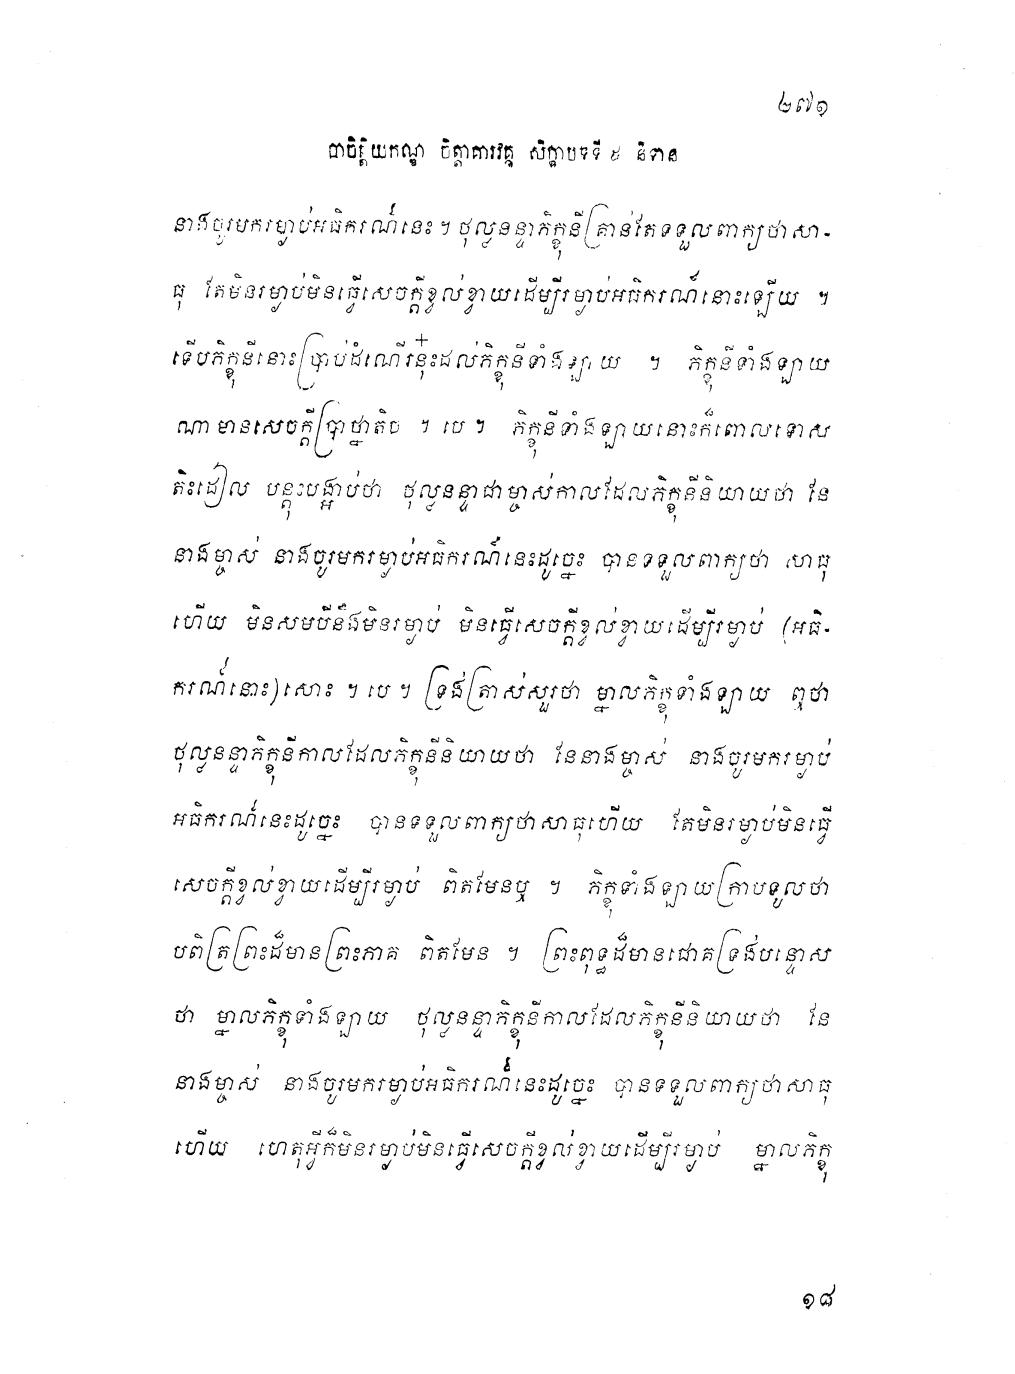 ២៧១
បាចិត្តិយកណ្ឌ ចិត្តាគារវគ្គ សិក្ខាបទទី ៥ និទាន
នាងចូរមករម្ងាប់អធិករណ៍នេះ។ ថុល្លនន្ទាភិក្ខុនីគ្រាន់តែទទួលពាក្យថាសា-
ធុ តែមិនរម្ងាប់មិនធ្វើសេចក្តីខ្វល់ខ្វាយដើម្បីរម្ងាប់អធិករណ៍នោះឡើយ ។
ទើបភិក្ខុនីនោះប្រាប់ដំណើរនុ៎ះដល់ភិក្ខុនីទាំងឡាយ ។ ភិក្ខុនីទាំងឡាយ
ណាមានសេចក្តីប្រាថ្នាតិច ។ បេ ។ ភិក្ខុនីទាំងឡាយនោះក៏ពោលទោស
តិះដៀល បន្តុះបង្អាប់ថា ថុល្លនន្ទាជាម្ចាស់កាលដែលភិក្ខុនីនិយាយថា នែ
នាងម្ចាស់ នាងចូរមករម្ងាប់អធិករណ៍នេះដូច្នេះ បានទទួលពាក្យថា សាធុ
ហើយ មិនសមបើនឹងមិនរម្ងាប់ មិនធ្វើសេចក្តីខ្វល់ខ្វាយដើម្បីរម្ងាប់ (អធិ-
ករណ៍នោះ)សោះ ។ បេ ។ ទ្រង់ត្រាស់សួរថា ម្នាលភិក្ខុទាំងឡាយ ឮថា
ថុល្លនន្ទាភិក្ខុនីកាលដែលភិក្ខុនីនិយាយថា នែនាងម្ចាស់ នាងចូរមករម្ងាប់
អធិករណ៍នេះដូច្នេះ បានទទួលពាក្យថាសាធុហើយ តែមិនរម្ងាប់មិនធ្វើ
សេចក្តីខ្វល់ខ្វាយដើម្បីរម្ងាប់ ពិតមែនឬ ។ ភិក្ខុទាំងឡាយក្រាបទូលថា
បពិត្រព្រះដ៏មានព្រះភាគ ពិតមែន ។ ព្រះពុទ្ធដ៏មានជោគទ្រង់បន្ទោស
ថា ម្នាលភិក្ខុទាំងឡាយ ថុល្លនន្ទាភិក្ខុនីកាលដែលភិក្ខុនីនិយាយថា នែ
នាងម្ចាស់ នាងចូរមករម្ងាប់អធិករណ៍នេះដូច្នេះ បានទទួលពាក្យថាសាធុ
ហើយ ហេតុអ្វីក៏មិនរម្ងាប់មិនធ្វើសេចក្តីខ្វល់ខ្វាយដើម្បីរម្ងាប់ ម្នាលភិក្ខុ
១៨